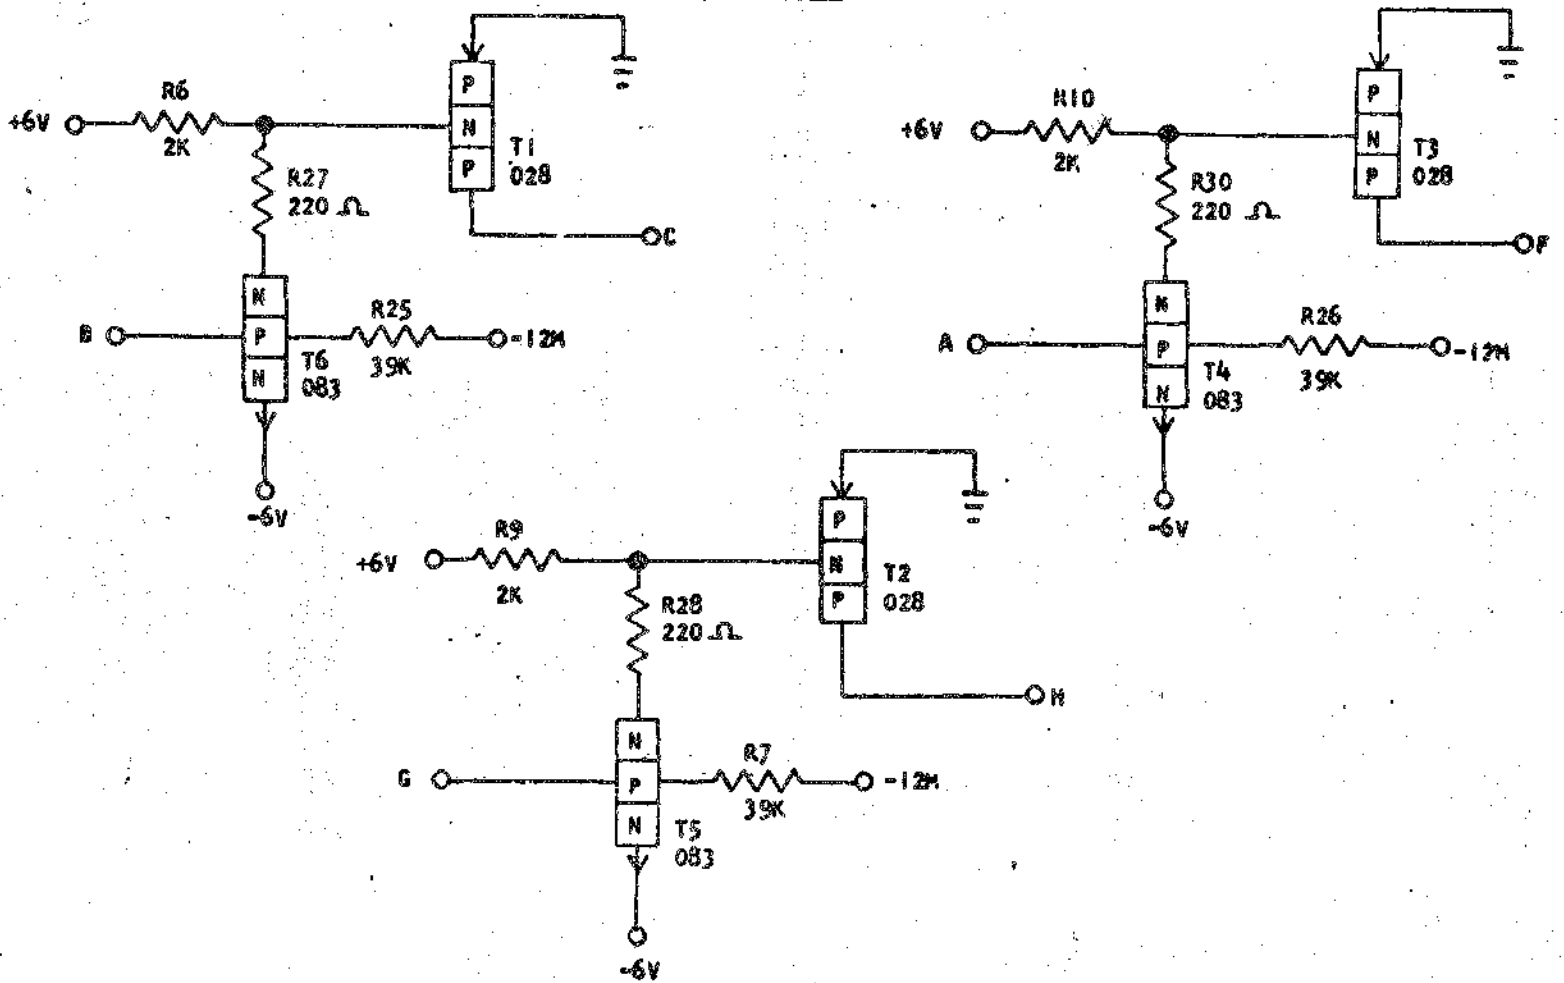 R6
+6V
2K
P
N
P
T1
028
R27
220 Ω
C
B
N
P
N
R25
39K
-12M
T6
083
-6V
R10
+6V
2K
P
N
P
T3
028
R30
220 Ω
F
A
N
P
N
R26
39K
-12M
T4
083
-6V
R9
+6V
2K
P
N
P
T2
028
R28
220 Ω
H
G
N
P
N
R7
39K
-12M
T5
083
-6V